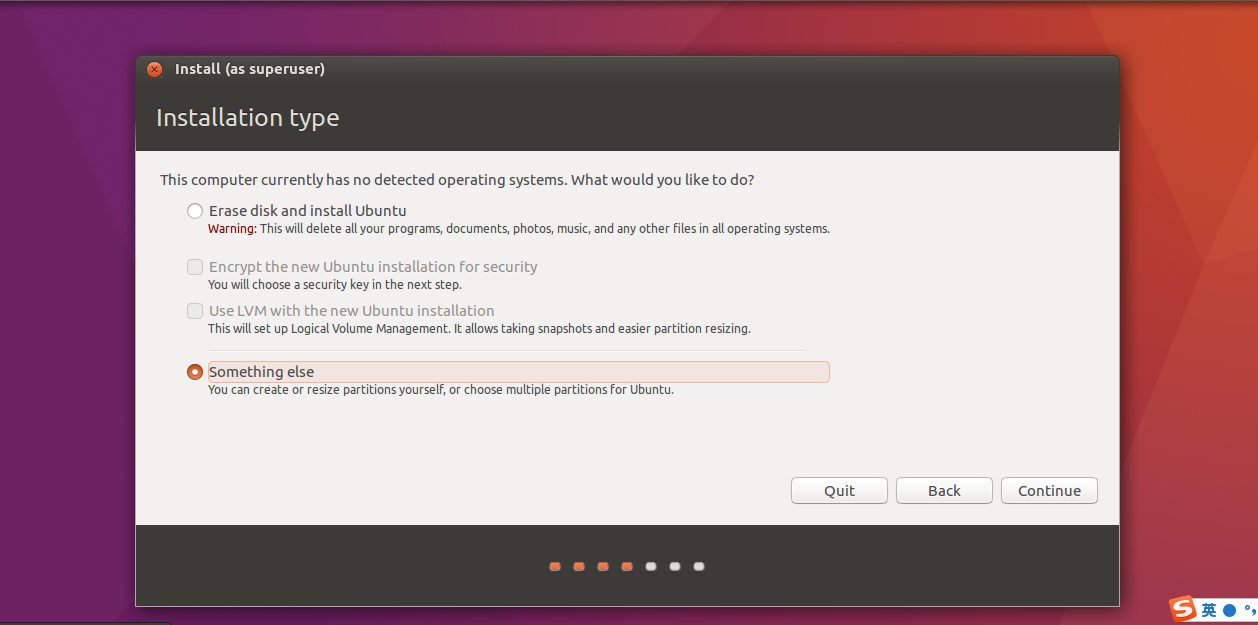 Install (as superuser)
Installation type
This computer currently has no detected operating systems. What would you like to do?
Erase disk and install Ubuntu
Warning: This will delete all your programs, documents, photos, music, and any other files in all operating systems.
Encrypt the new Ubuntu installation for security
You will choose a security key in the next step.
Use LVM with the new Ubuntu installation
This will set up Logical Volume Management. It allows taking snapshots and easier partition resizing.
Something else
You can create or resize partitions yourself, or choose multiple partitions for Ubuntu.
Quit Back Continue
S 英